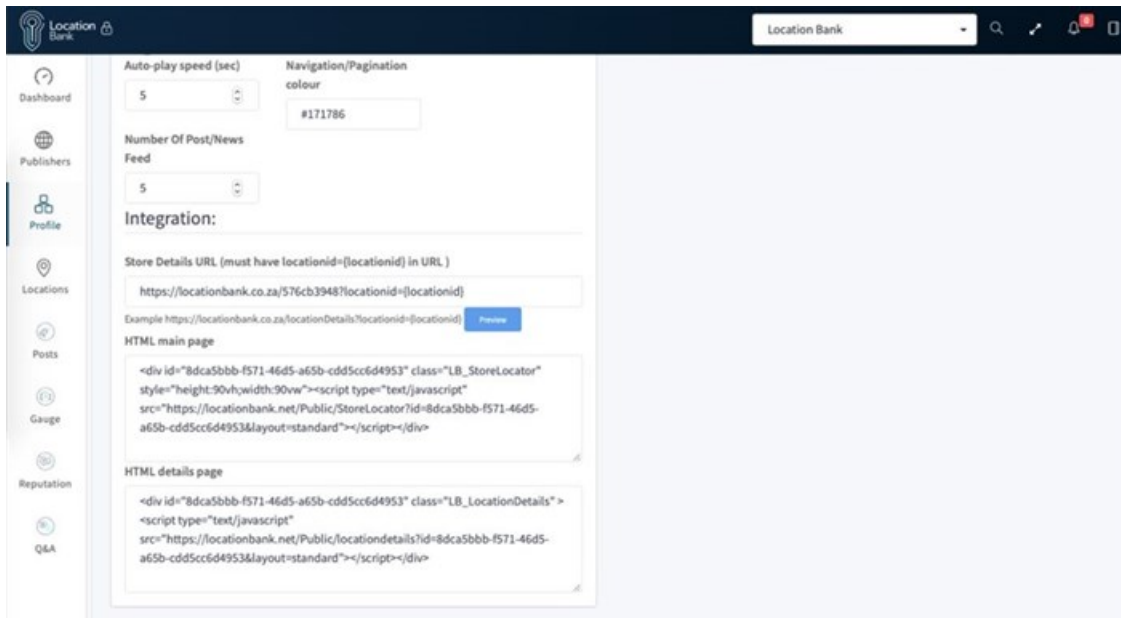 Location
Bank
Location Bank
0
Dashboard
Publishers
Profile
Locations
Posts
Gauge
Reputation
Q&A
Auto-play speed (sec)
5
Navigation/Pagination
colour
#171786
Number Of Post/News
Feed
5
Integration:
Store Details URL (must have locationid={locationid} in URL )
https://locationbank.co.za/576cb3948?locationid={locationid}
Example https://locationbank.co.za/locationDetails?locationid={locationid}
Preview
HTML main page
<div id="8dca5bbb-f571-46d5-a65b-cdd5cc6d4953" class="LB_StoreLocator"
style="height:90vh;width:90vw"><script type="text/javascript"
src="https://locationbank.net/Public/StoreLocator?id=8dca5bbb-f571-46d5-
a65b-cdd5cc6d4953&layout=standard"></script></div>
HTML details page
<div id="8dca5bbb-f571-46d5-a65b-cdd5cc6d4953" class="LB_LocationDetails" >
<script type="text/javascript"
src="https://locationbank.net/Public/locationdetails?id=8dca5bbb-f571-46d5-
a65b-cdd5cc6d4953&layout=standard"></script></div>